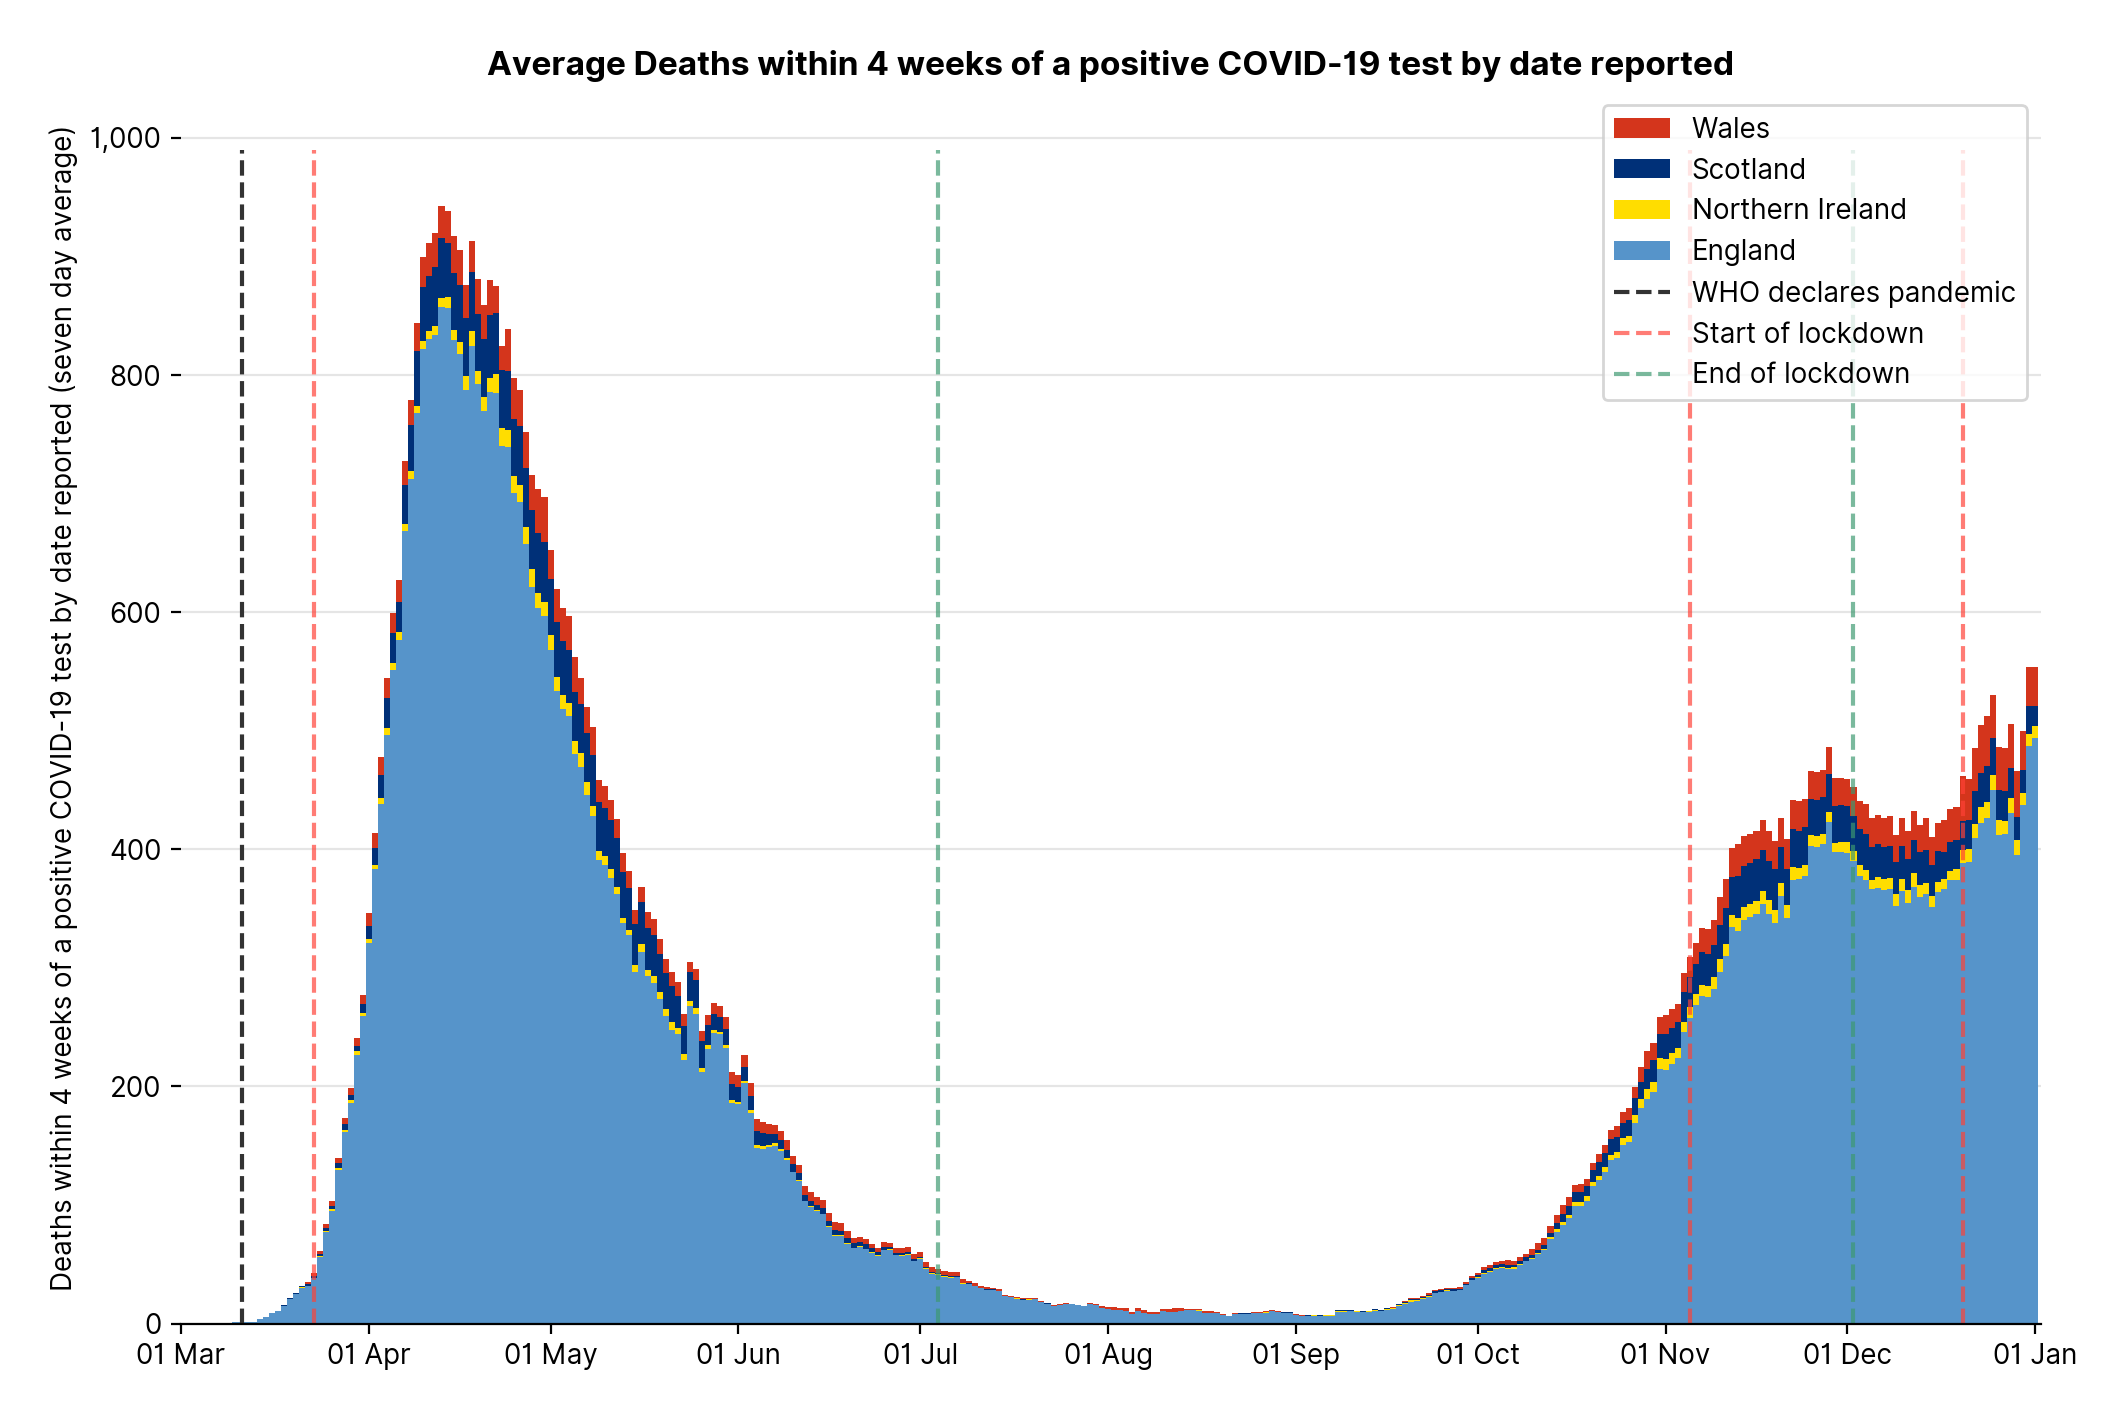 Average Deaths within 4 weeks of a positive COVID-19 test by date reported
Deaths within 4 weeks of a positive COVID-19 test by date reported (seven day average)
1,000
800
600
400
200
0
Wales
Scotland
Northern Ireland
England
WHO declares pandemic
Start of lockdown
End of lockdown
01 Mar
01 Apr
01 May
01 Jun
01 Jul
01 Aug
01 Sep
01 Oct
01 Nov
01 Dec
01 Jan